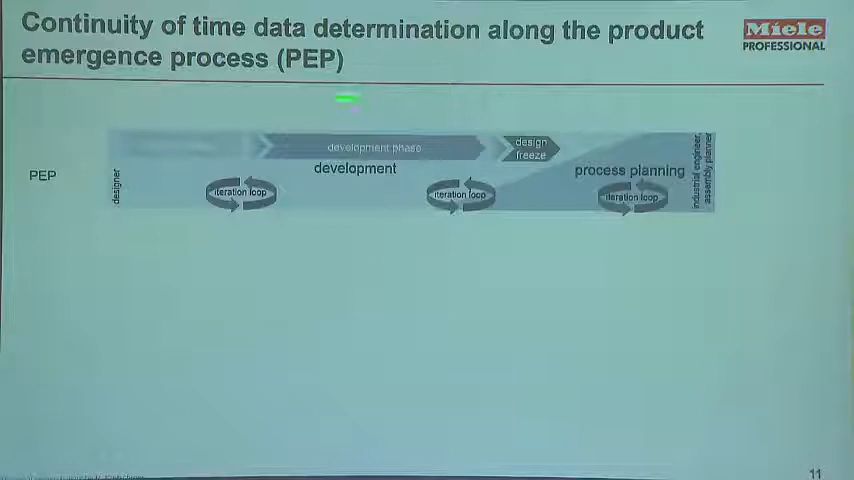 Continuity of time data determination along the product
emergence process (PEP)
Miele
PROFESSIONAL
development phase
design
freeze
PEP
designer
development
process planning
iteration loop
iteration loop
iteration loop
industrial engineer,
assembly planner
11